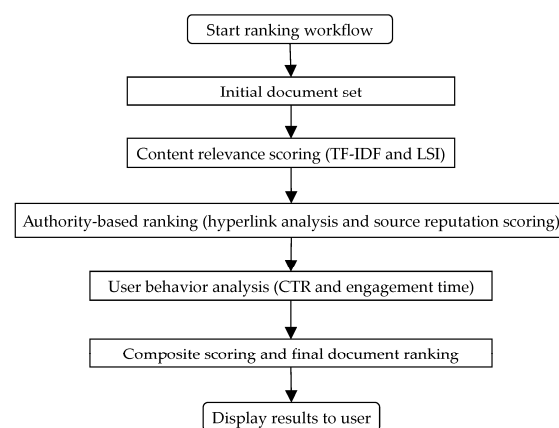 Start ranking workflow
Initial document set
Content relevance scoring (TF-IDF and LSI)
Authority-based ranking (hyperlink analysis and source reputation scoring)
User behavior analysis (CTR and engagement time)
Composite scoring and final document ranking
Display results to user